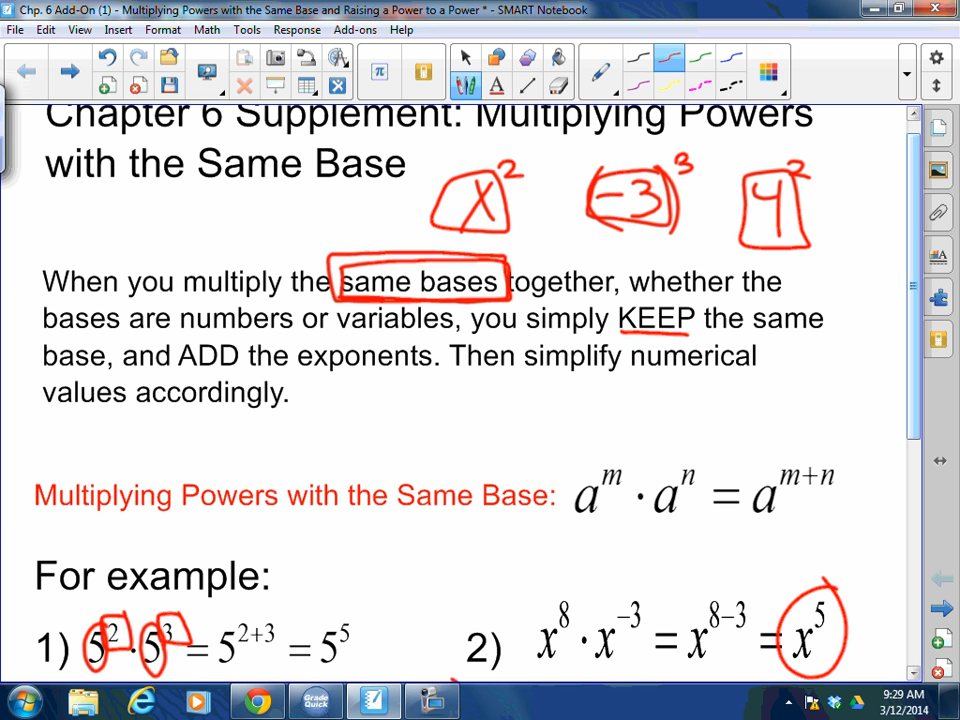 Chp. 6 Add-On (1) - Multiplying Powers with the Same Base and Raising a Power to a Power * - SMART Notebook
File Edit View Insert Format Math Tools Response Add-ons Help
Chapter 6 Supplement: Multiplying Powers
with the Same Base
x² (-3)³ 4²
When you multiply the same bases together, whether the
bases are numbers or variables, you simply KEEP the same
base, and ADD the exponents. Then simplify numerical
values accordingly.
Multiplying Powers with the Same Base: aᵐ · aⁿ = aᵐ⁺ⁿ
For example:
1) 5² · 5³ = 5²⁺³ = 5⁵ 2) x⁸ · x⁻³ = x⁸⁻³ = x⁵
Grade Quick
9:29 AM
3/12/2014